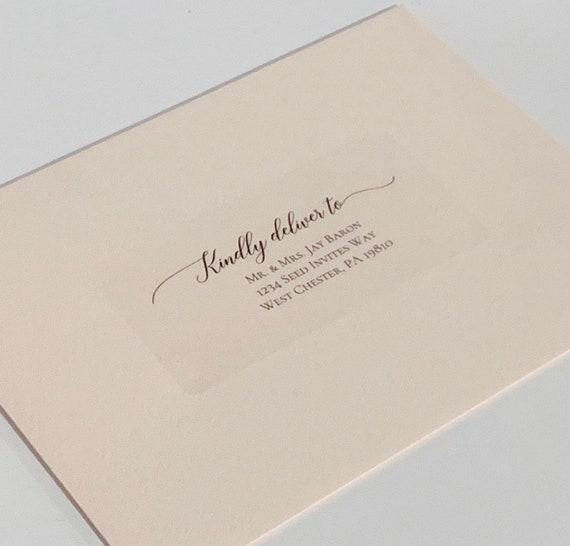 Kindly deliver to
Mr. & Mrs. Jay Baron
1234 Seed Invites Way
West Chester, PA 19810